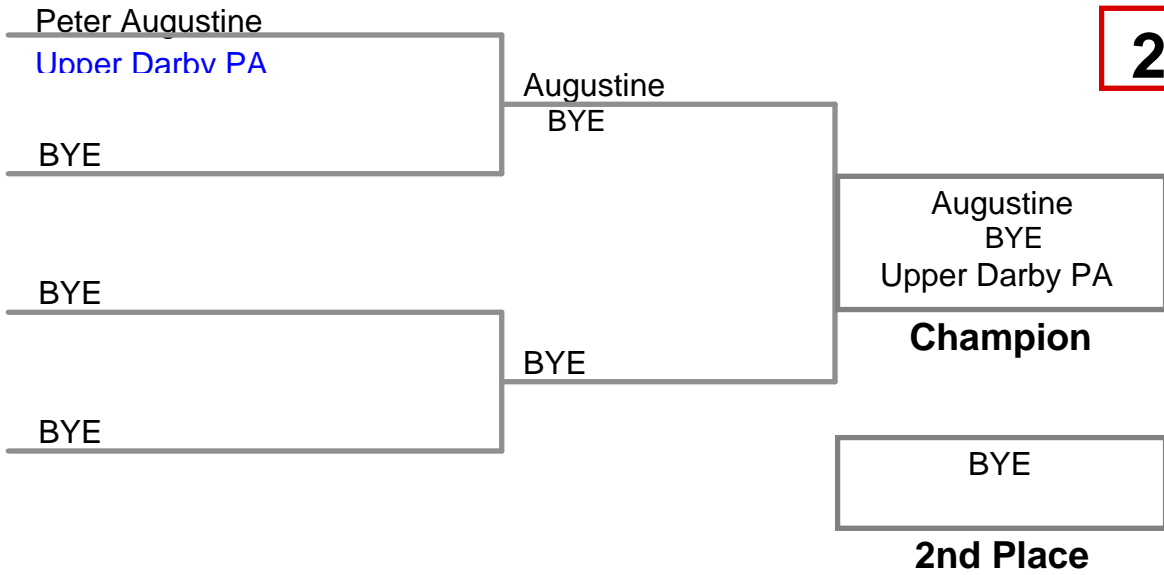 Peter Augustine
Upper Darby PA
BYE
BYE
BYE
Augustine
BYE
BYE
2
Augustine
BYE
Upper Darby PA
Champion
BYE
2nd Place